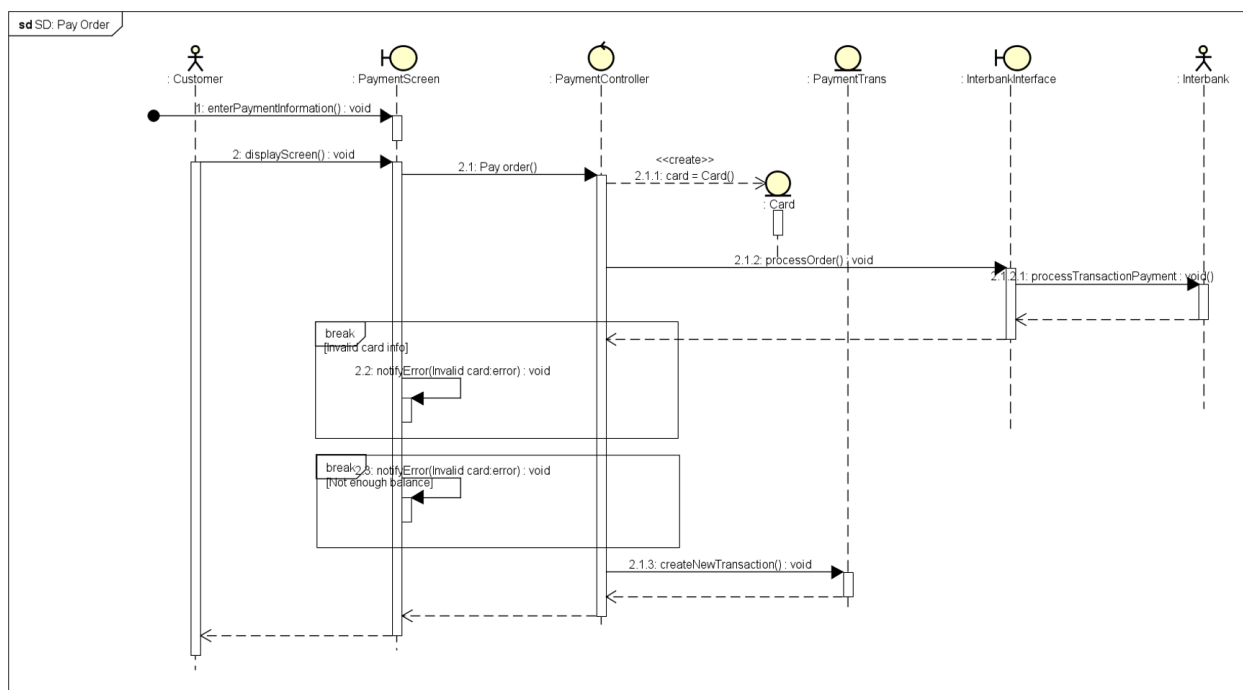 sd SD: Pay Order
: Customer
: PaymentScreen
: PaymentController
: PaymentTrans
: InterbankInterface
: Interbank
1: enterPaymentInformation() : void
2: displayScreen() : void
2.1: Pay order()
<<create>>
2.1.1: card = Card()
: Card
2.1.2: processOrder() : void
2.1.2.1: processTransactionPayment : void()
break
[Invalid card info]
2.2: notifyError(Invalid card:error) : void
break
2.3: notifyError(Invalid card:error) : void
[Not enough balance]
2.1.3: createNewTransaction() : void